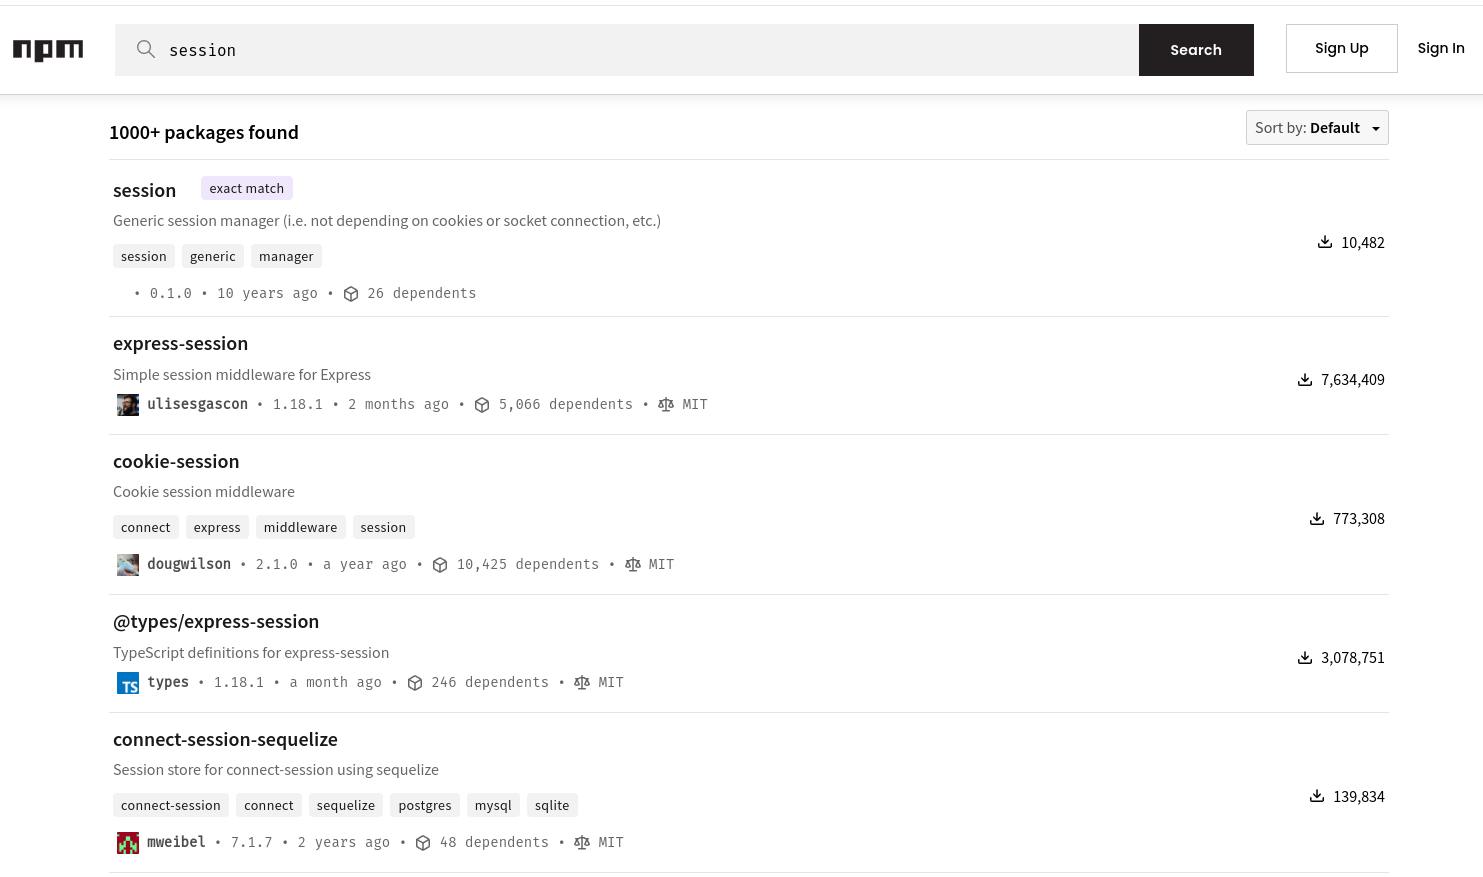 npm
session
Search
Sign Up
Sign In
1000+ packages found
Sort by: Default
session exact match
Generic session manager (i.e. not depending on cookies or socket connection, etc.)
session generic manager
10,482
• 0.1.0 • 10 years ago • 26 dependents
express-session
Simple session middleware for Express
7,634,409
ulisesgascon • 1.18.1 • 2 months ago • 5,066 dependents • MIT
cookie-session
Cookie session middleware
connect express middleware session
773,308
dougwilson • 2.1.0 • a year ago • 10,425 dependents • MIT
@types/express-session
TypeScript definitions for express-session
3,078,751
TS types • 1.18.1 • a month ago • 246 dependents • MIT
connect-session-sequelize
Session store for connect-session using sequelize
connect-session connect sequelize postgres mysql sqlite
139,834
mweibel • 7.1.7 • 2 years ago • 48 dependents • MIT